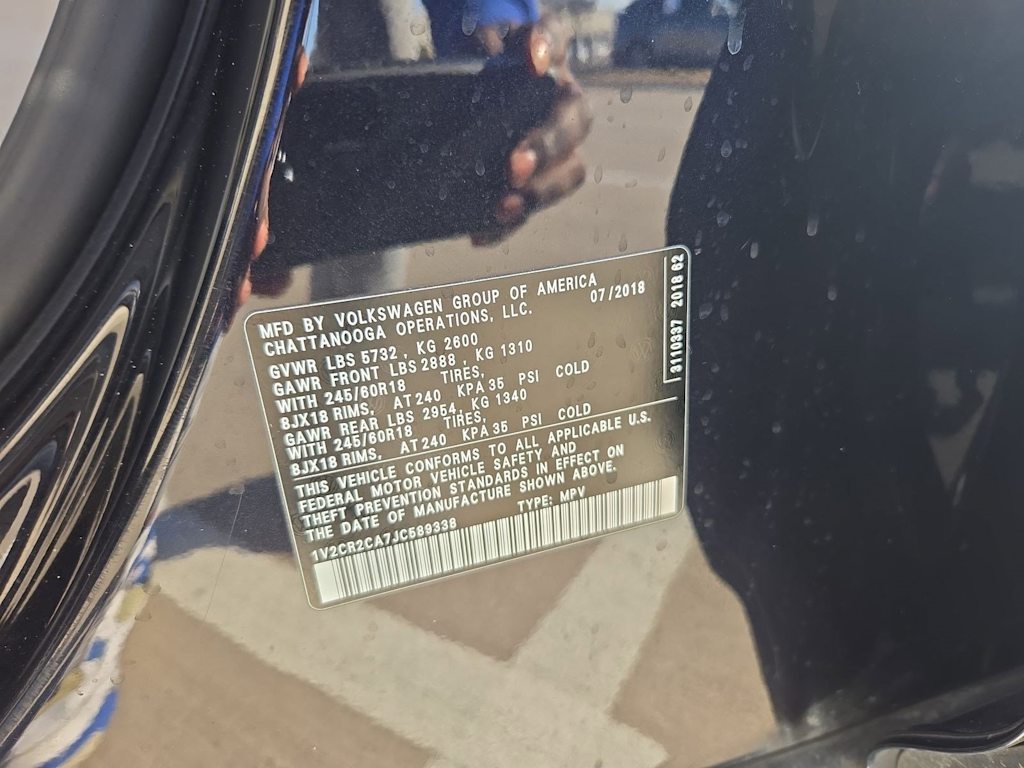 MFD BY VOLKSWAGEN GROUP OF AMERICA
CHATTANOOGA OPERATIONS, LLC. 07/2018
GVWR LBS 5732 , KG 2600
GAWR FRONT LBS 2888 , KG 1310
WITH 245/60R18 TIRES,
8JX18 RIMS, AT 240 KPA 35 PSI COLD
GAWR REAR LBS 2954, KG 1340
WITH 245/60R18 TIRES,
8JX18 RIMS, AT 240 KPA 35 PSI COLD
THIS VEHICLE CONFORMS TO ALL APPLICABLE U.S.
FEDERAL MOTOR VEHICLE SAFETY AND
THEFT PREVENTION STANDARDS IN EFFECT ON
THE DATE OF MANUFACTURE SHOWN ABOVE.
1V2CR2CA7JC589338 TYPE: MPV
3110337 2018 62